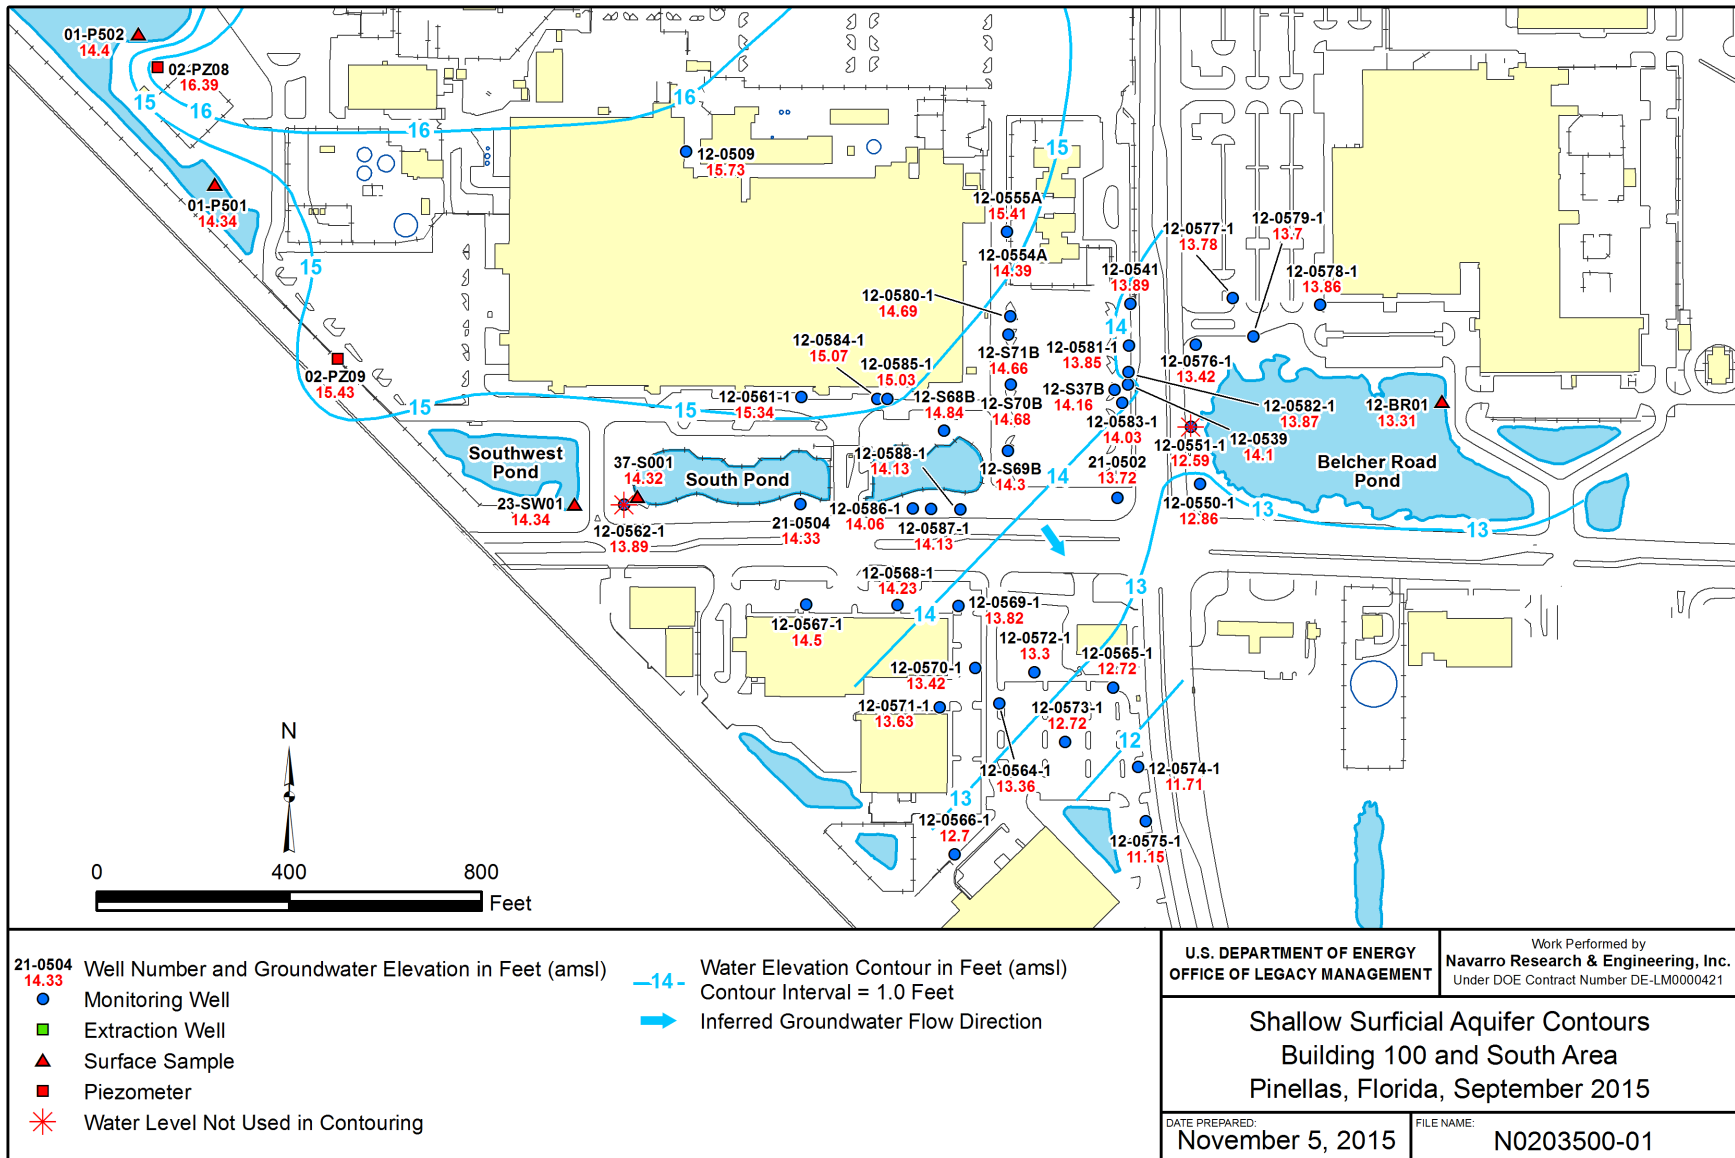 01-P502
14.4
02-PZ08
16.39
15
16
16
16
12-0509
15.73
15
01-P501
14.34
15
12-0555A
15.41
12-0554A
14.39
12-0577-1
13.78
12-0579-1
13.7
12-0541
13.89
12-0578-1
13.86
12-0580-1
14.69
14
12-0584-1
15.07
12-0585-1
15.03
12-S71B
14.66
12-0581-1
13.85
12-0576-1
13.42
02-PZ09
15.43
15
15
12-0561-1
15.34
12-S68B
14.84
12-S70B
14.68
12-S37B
14.16
12-0583-1
14.03
12-0582-1
13.87
12-BR01
13.31
12-0539
14.1
12-0551-1
12.59
Southwest
Pond
37-S001
14.32
South Pond
12-0588-1
14.13
12-S69B
14.3
14
21-0502
13.72
Belcher Road
Pond
23-SW01
14.34
12-0562-1
13.89
21-0504
14.33
12-0586-1
14.06
12-0587-1
14.13
12-0550-1
12.86
13
13
12-0568-1
14.23
13
12-0567-1
14.5
14
12-0569-1
13.82
12-0572-1
13.3
12-0570-1
13.42
12-0565-1
12.72
12-0571-1
13.63
12-0573-1
12.72
12
12-0564-1
13.36
12-0574-1
11.71
13
12-0566-1
12.7
12-0575-1
11.15
N
0
400
800
Feet
21-0504
14.33
Well Number and Groundwater Elevation in Feet (amsl)
Monitoring Well
Extraction Well
Surface Sample
Piezometer
Water Level Not Used in Contouring
14
Water Elevation Contour in Feet (amsl)
Contour Interval = 1.0 Feet
Inferred Groundwater Flow Direction
U.S. DEPARTMENT OF ENERGY
OFFICE OF LEGACY MANAGEMENT
Work Performed by
Navarro Research & Engineering, Inc.
Under DOE Contract Number DE-LM0000421
Shallow Surficial Aquifer Contours
Building 100 and South Area
Pinellas, Florida, September 2015
DATE PREPARED:
November 5, 2015
FILE NAME:
N0203500-01